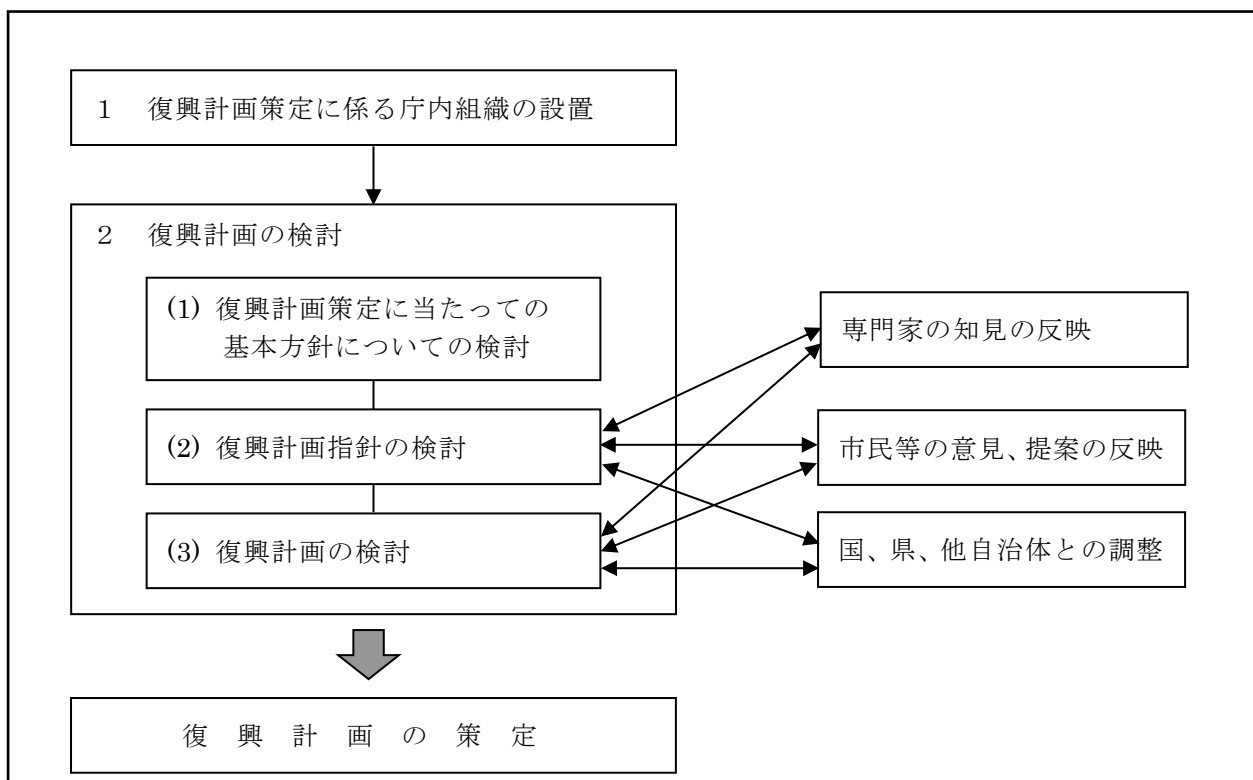 １　復興計画策定に係る庁内組織の設置
２　復興計画の検討
(1) 復興計画策定に当たっての
基本方針についての検討
(2) 復興計画指針の検討
(3) 復興計画の検討
専門家の知見の反映
市民等の意見、提案の反映
国、県、他自治体との調整
復　興　計　画　の　策　定